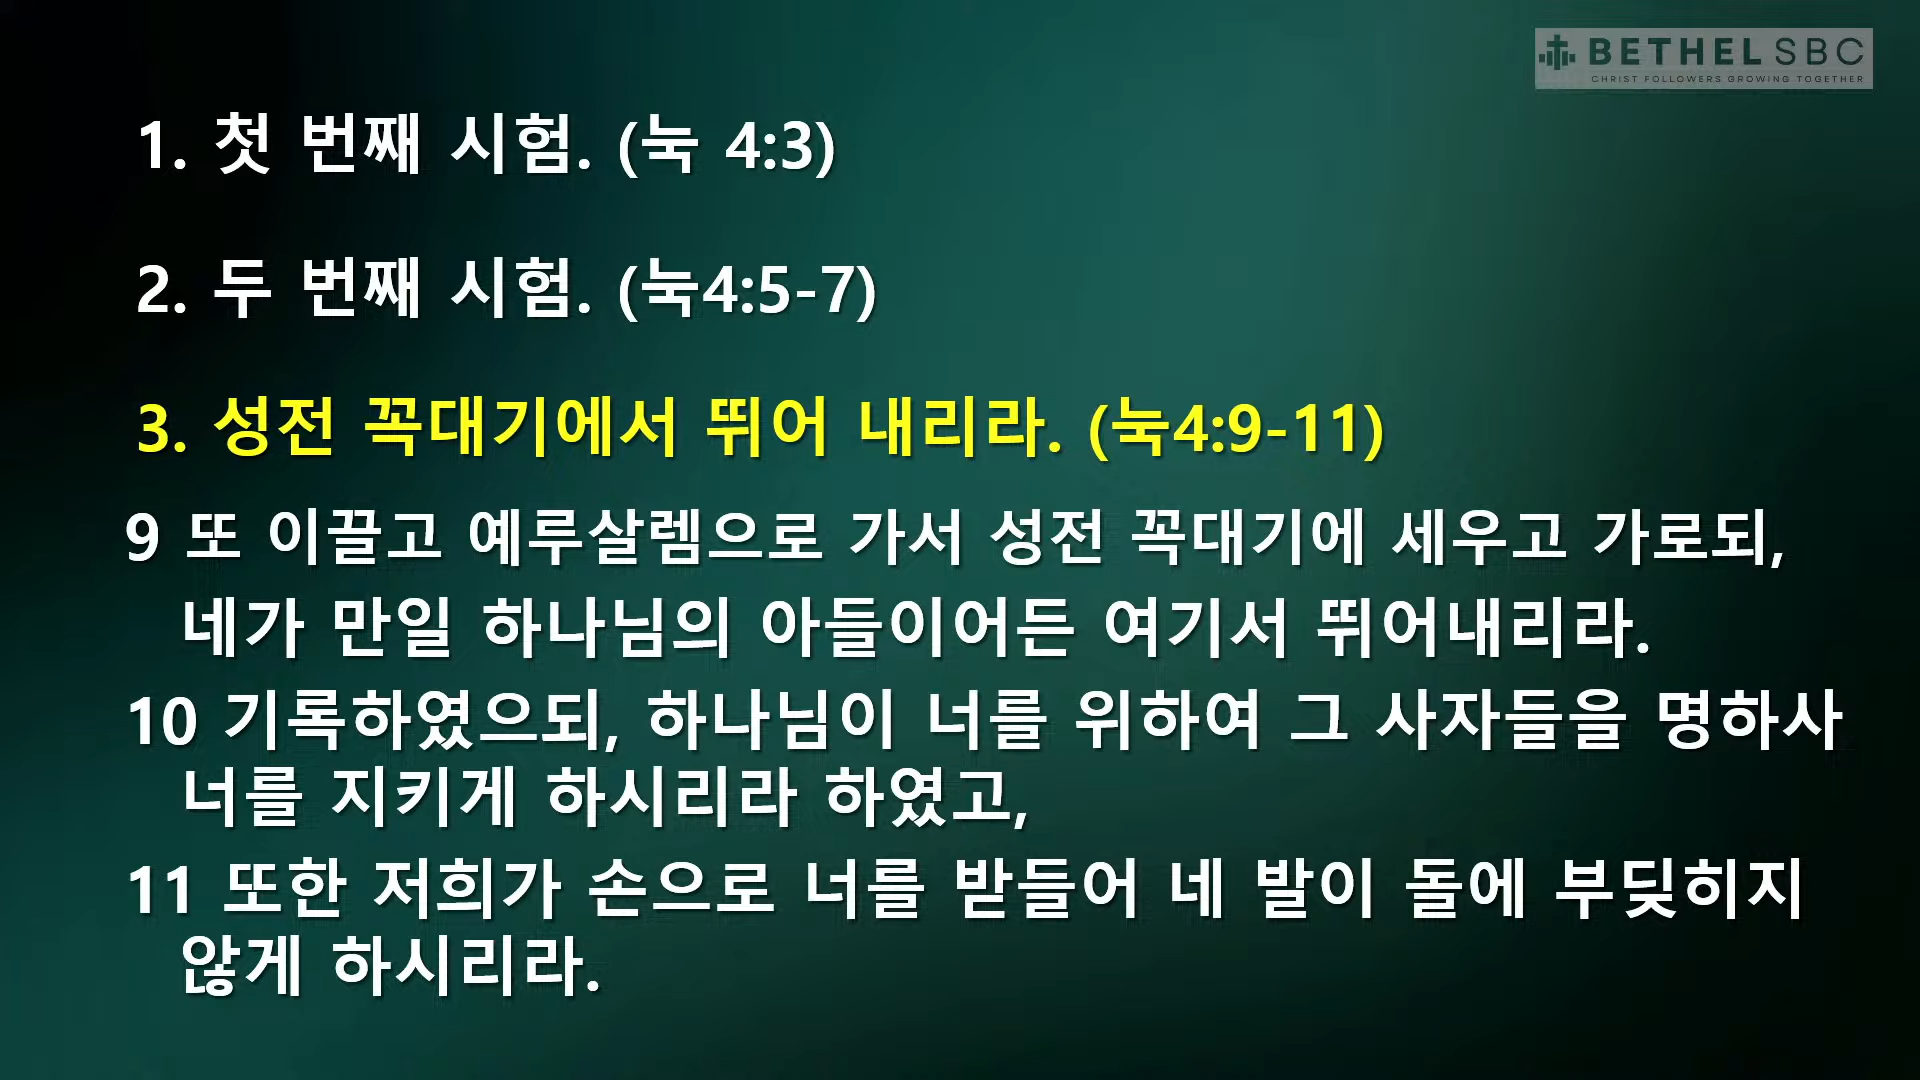 BETHEL SBC
CHRIST FOLLOWERS GROWING TOGETHER
1. 첫 번째 시험. (눅 4:3)
2. 두 번째 시험. (눅4:5-7)
3. 성전 꼭대기에서 뛰어 내리라. (눅4:9-11)
9 또 이끌고 예루살렘으로 가서 성전 꼭대기에 세우고 가로되,
네가 만일 하나님의 아들이어든 여기서 뛰어내리라.
10 기록하였으되, 하나님이 너를 위하여 그 사자들을 명하사
너를 지키게 하시리라 하였고,
11 또한 저희가 손으로 너를 받들어 네 발이 돌에 부딪히지
않게 하시리라.